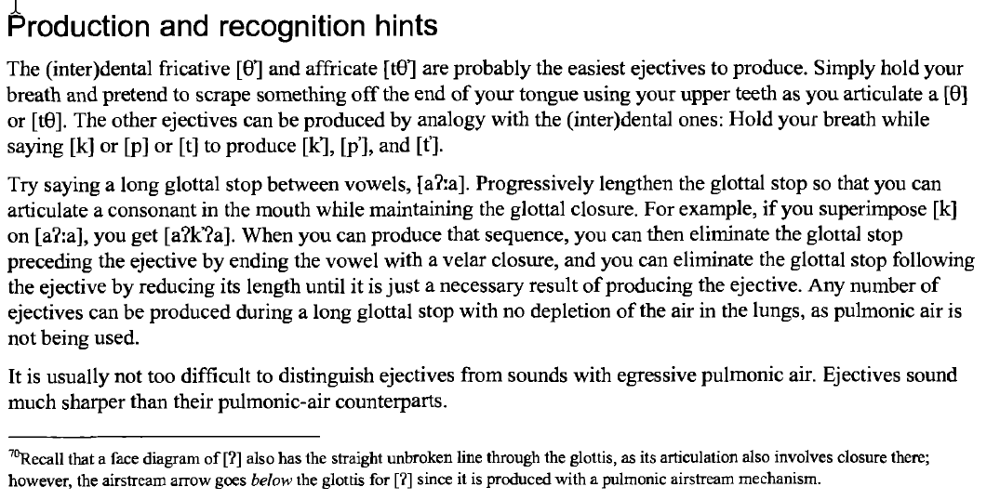 Production and recognition hints
The (inter)dental fricative [θʼ] and affricate [tθʼ] are probably the easiest ejectives to produce. Simply hold your
breath and pretend to scrape something off the end of your tongue using your upper teeth as you articulate a [θ]
or [tθ]. The other ejectives can be produced by analogy with the (inter)dental ones: Hold your breath while
saying [k] or [p] or [t] to produce [kʼ], [pʼ], and [tʼ].
Try saying a long glottal stop between vowels, [aʔːa]. Progressively lengthen the glottal stop so that you can
articulate a consonant in the mouth while maintaining the glottal closure. For example, if you superimpose [k]
on [aʔːa], you get [aʔkʼʔa]. When you can produce that sequence, you can then eliminate the glottal stop
preceding the ejective by ending the vowel with a velar closure, and you can eliminate the glottal stop following
the ejective by reducing its length until it is just a necessary result of producing the ejective. Any number of
ejectives can be produced during a long glottal stop with no depletion of the air in the lungs, as pulmonic air is
not being used.
It is usually not too difficult to distinguish ejectives from sounds with egressive pulmonic air. Ejectives sound
much sharper than their pulmonic-air counterparts.
⁷⁰Recall that a face diagram of [ʔ] also has the straight unbroken line through the glottis, as its articulation also involves closure there;
however, the airstream arrow goes below the glottis for [ʔ] since it is produced with a pulmonic airstream mechanism.